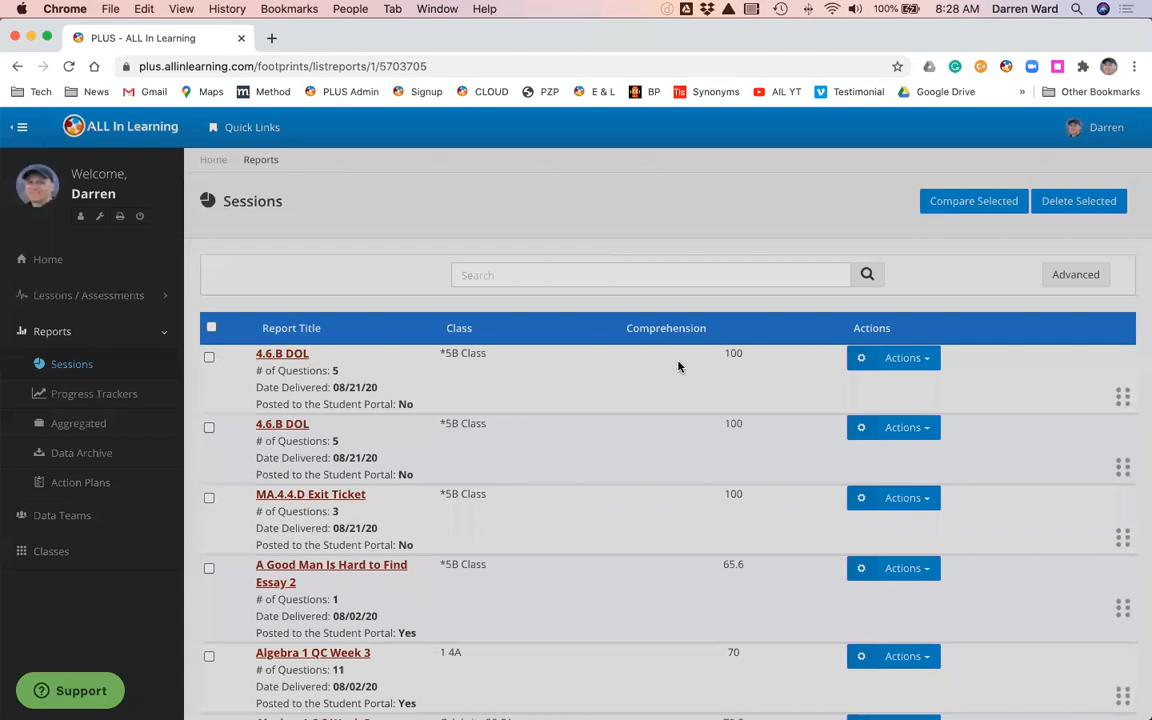 Chrome File Edit View History Bookmarks People Tab Window Help 100% 8:28 AM Darren Ward
PLUS - ALL In Learning
plus.allinlearning.com/footprints/listreports/1/5703705
Tech News Gmail Maps Method PLUS Admin Signup CLOUD PZP E & L BP Synonyms AIL YT Testimonial Google Drive » Other Bookmarks
ALL In Learning Quick Links Darren
Welcome,
Darren
Home
Lessons / Assessments
Reports
Sessions
Progress Trackers
Aggregated
Data Archive
Action Plans
Data Teams
Classes
Support
Home Reports
Sessions Compare Selected Delete Selected
Search Advanced
Report Title Class Comprehension Actions
4.6.B DOL *5B Class 100 Actions
# of Questions: 5
Date Delivered: 08/21/20
Posted to the Student Portal: No
4.6.B DOL *5B Class 100 Actions
# of Questions: 5
Date Delivered: 08/21/20
Posted to the Student Portal: No
MA.4.4.D Exit Ticket *5B Class 100 Actions
# of Questions: 3
Date Delivered: 08/21/20
Posted to the Student Portal: No
A Good Man Is Hard to Find *5B Class 65.6 Actions
Essay 2
# of Questions: 1
Date Delivered: 08/02/20
Posted to the Student Portal: Yes
Algebra 1 QC Week 3 1 4A 70 Actions
# of Questions: 11
Date Delivered: 08/02/20
Posted to the Student Portal: Yes